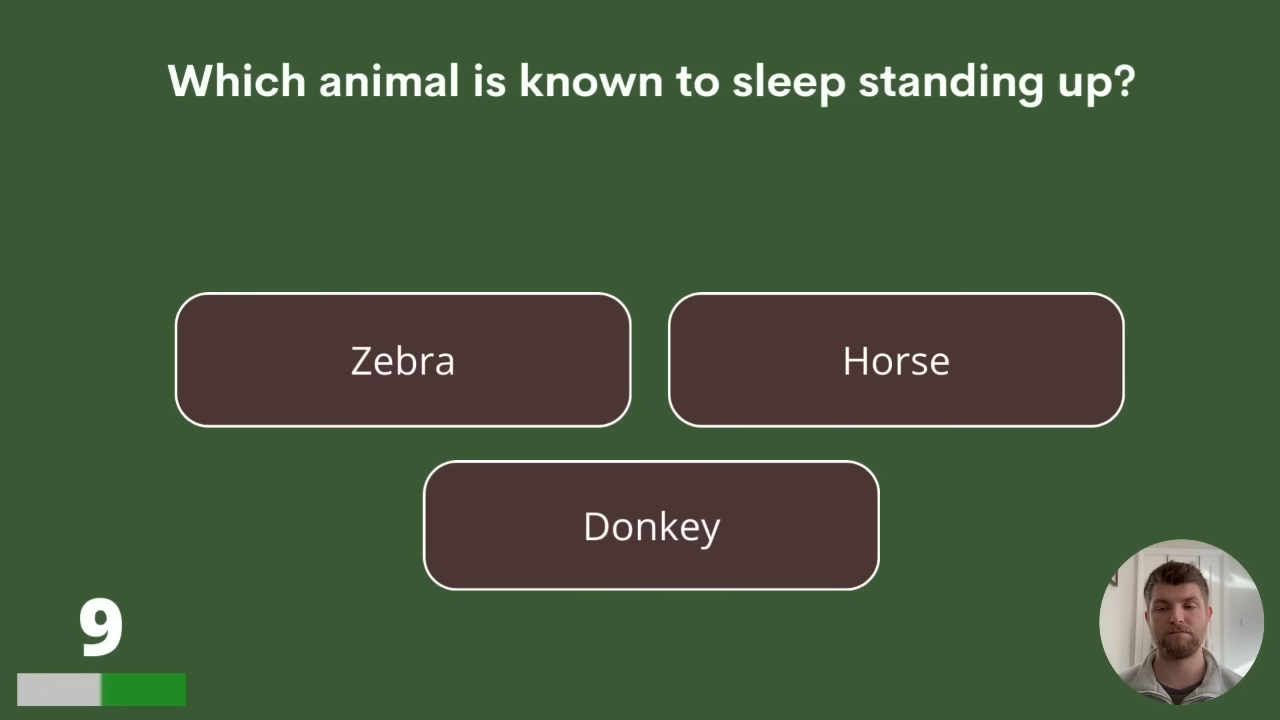 Which animal is known to sleep standing up?
Zebra
Horse
Donkey
9